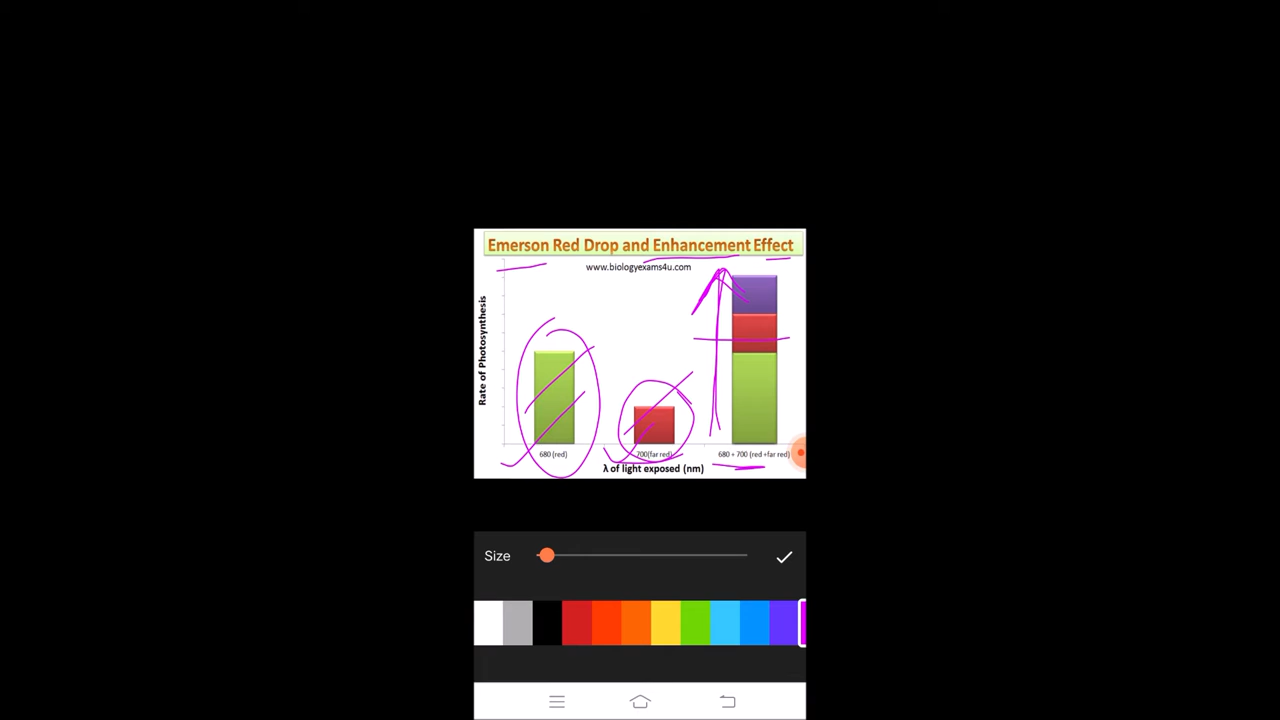 Emerson Red Drop and Enhancement Effect
www.biologyexams4u.com
Rate of Photosynthesis
680 (red)
700(far red)
680 + 700 (red +far red)
λ of light exposed (nm)
Size